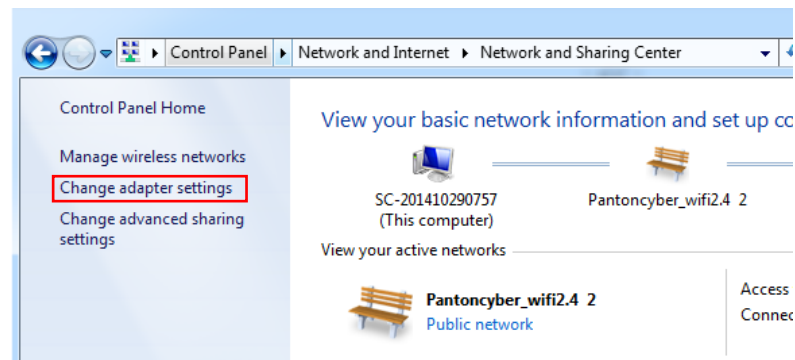 Control Panel Network and Internet Network and Sharing Center
Control Panel Home
Manage wireless networks
Change adapter settings
Change advanced sharing
settings
View your basic network information and set up co
SC-201410290757
(This computer)
Pantoncyber_wifi2.4 2
View your active networks
Pantoncyber_wifi2.4 2
Public network
Access
Connec